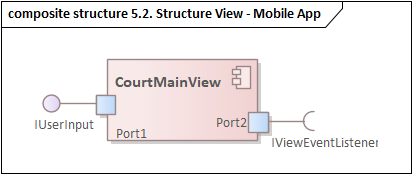 composite structure 5.2. Structure View - Mobile App
CourtMainView
IUserInput
Port1
Port2
IViewEventListener